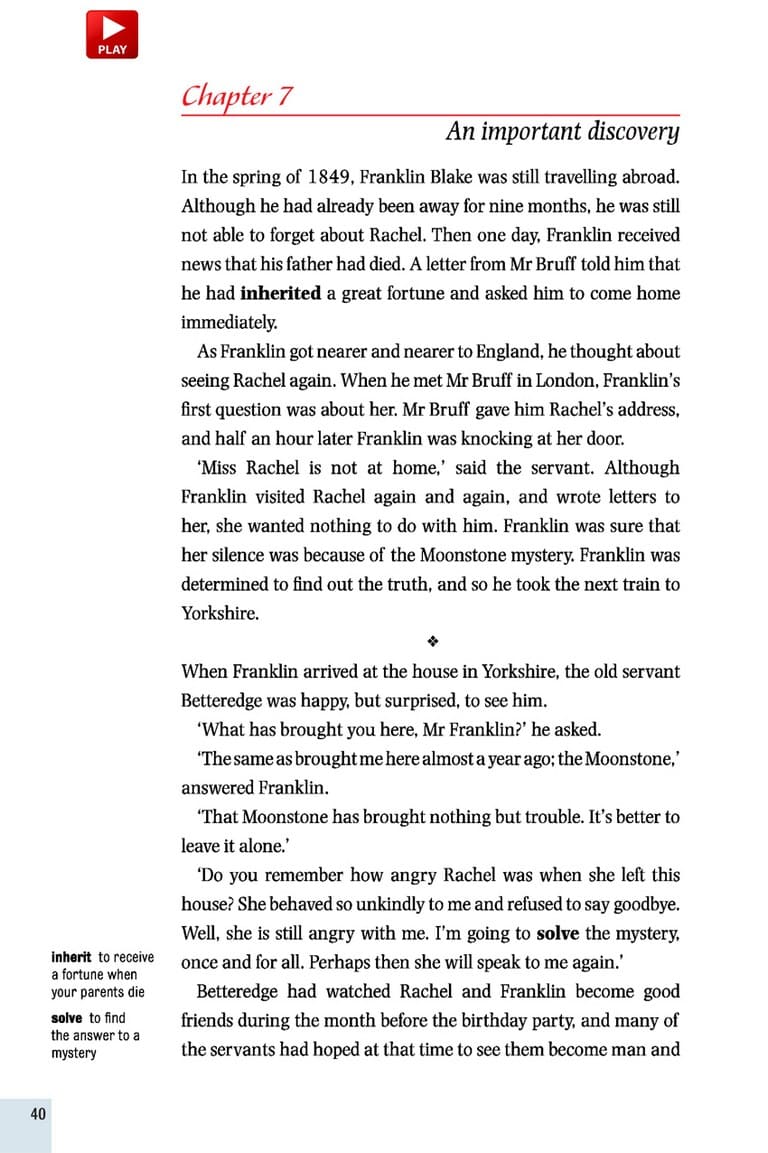 PLAY
Chapter 7
An important discovery
In the spring of 1849, Franklin Blake was still travelling abroad.
Although he had already been away for nine months, he was still
not able to forget about Rachel. Then one day, Franklin received
news that his father had died. A letter from Mr Bruff told him that
he had inherited a great fortune and asked him to come home
immediately.
As Franklin got nearer and nearer to England, he thought about
seeing Rachel again. When he met Mr Bruff in London, Franklin's
first question was about her. Mr Bruff gave him Rachel's address,
and half an hour later Franklin was knocking at her door.
‘Miss Rachel is not at home,’ said the servant. Although
Franklin visited Rachel again and again, and wrote letters to
her, she wanted nothing to do with him. Franklin was sure that
her silence was because of the Moonstone mystery. Franklin was
determined to find out the truth, and so he took the next train to
Yorkshire.
❖
When Franklin arrived at the house in Yorkshire, the old servant
Betteredge was happy, but surprised, to see him.
‘What has brought you here, Mr Franklin?’ he asked.
‘The same as brought me here almost a year ago; the Moonstone,’
answered Franklin.
‘That Moonstone has brought nothing but trouble. It’s better to
leave it alone.’
‘Do you remember how angry Rachel was when she left this
house? She behaved so unkindly to me and refused to say goodbye.
Well, she is still angry with me. I’m going to solve the mystery,
once and for all. Perhaps then she will speak to me again.’
Betteredge had watched Rachel and Franklin become good
friends during the month before the birthday party, and many of
the servants had hoped at that time to see them become man and
inherit to receive
a fortune when
your parents die
solve to find
the answer to a
mystery
40